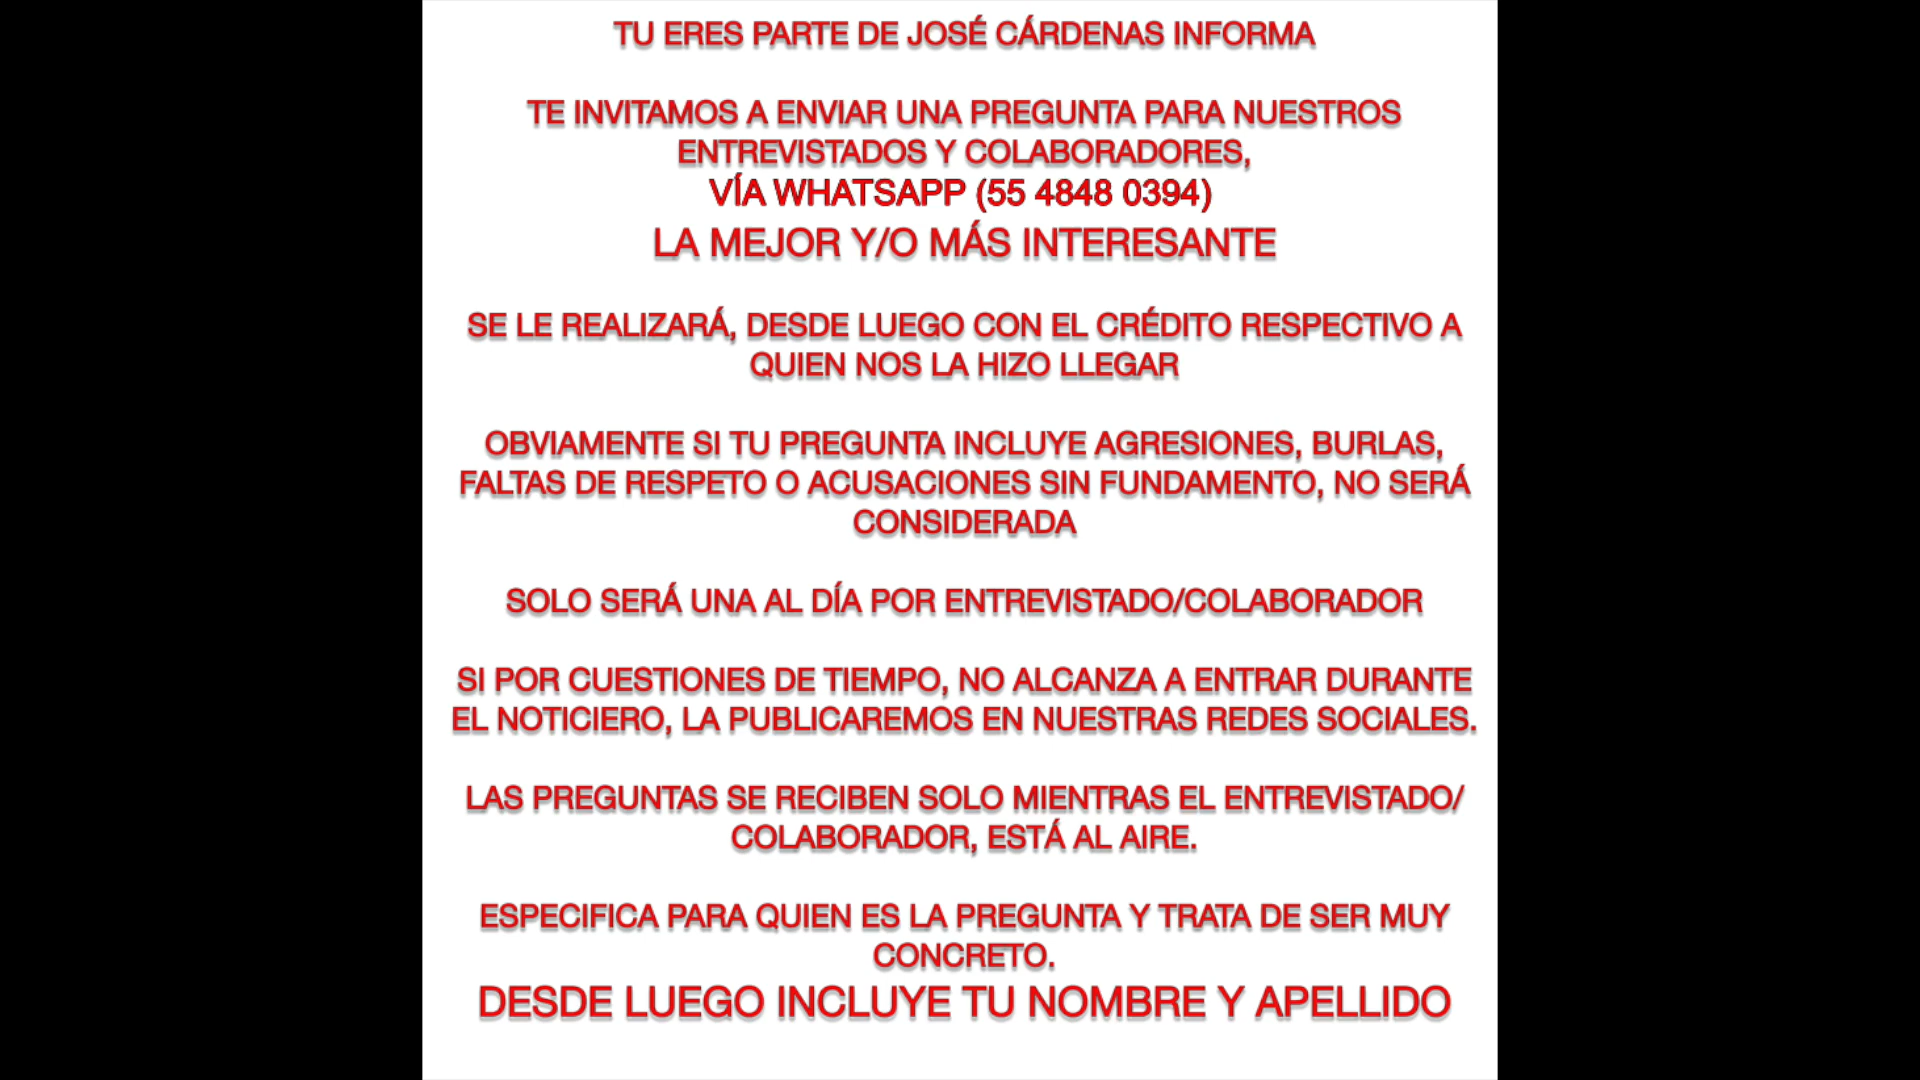 TU ERES PARTE DE JOSÉ CÁRDENAS INFORMA
TE INVITAMOS A ENVIAR UNA PREGUNTA PARA NUESTROS
ENTREVISTADOS Y COLABORADORES,
VÍA WHATSAPP (55 4848 0394)
LA MEJOR Y/O MÁS INTERESANTE
SE LE REALIZARÁ, DESDE LUEGO CON EL CRÉDITO RESPECTIVO A
QUIEN NOS LA HIZO LLEGAR
OBVIAMENTE SI TU PREGUNTA INCLUYE AGRESIONES, BURLAS,
FALTAS DE RESPETO O ACUSACIONES SIN FUNDAMENTO, NO SERÁ
CONSIDERADA
SOLO SERÁ UNA AL DÍA POR ENTREVISTADO/COLABORADOR
SI POR CUESTIONES DE TIEMPO, NO ALCANZA A ENTRAR DURANTE
EL NOTICIERO, LA PUBLICAREMOS EN NUESTRAS REDES SOCIALES.
LAS PREGUNTAS SE RECIBEN SOLO MIENTRAS EL ENTREVISTADO/
COLABORADOR, ESTÁ AL AIRE.
ESPECIFICA PARA QUIEN ES LA PREGUNTA Y TRATA DE SER MUY
CONCRETO.
DESDE LUEGO INCLUYE TU NOMBRE Y APELLIDO